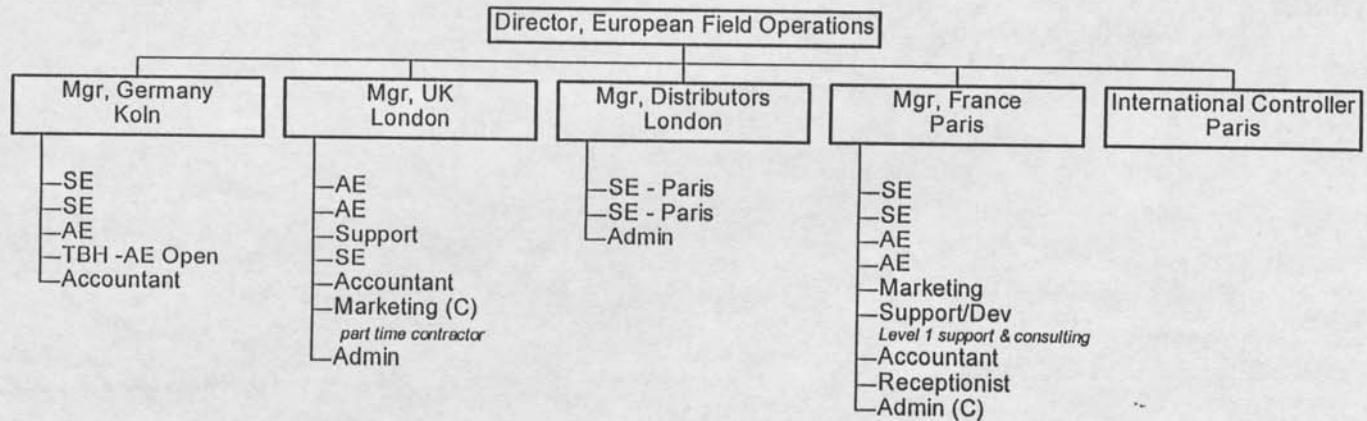 Director, European Field Operations
Mgr, Germany
Koln
SE
SE
AE
TBH -AE Open
Accountant
Mgr, UK
London
AE
AE
Support
SE
Accountant
Marketing (C)
part time contractor
Admin
Mgr, Distributors
London
SE - Paris
SE - Paris
Admin
Mgr, France
Paris
SE
SE
AE
AE
Marketing
Support/Dev
Level 1 support & consulting
Accountant
Receptionist
Admin (C)
International Controller
Paris